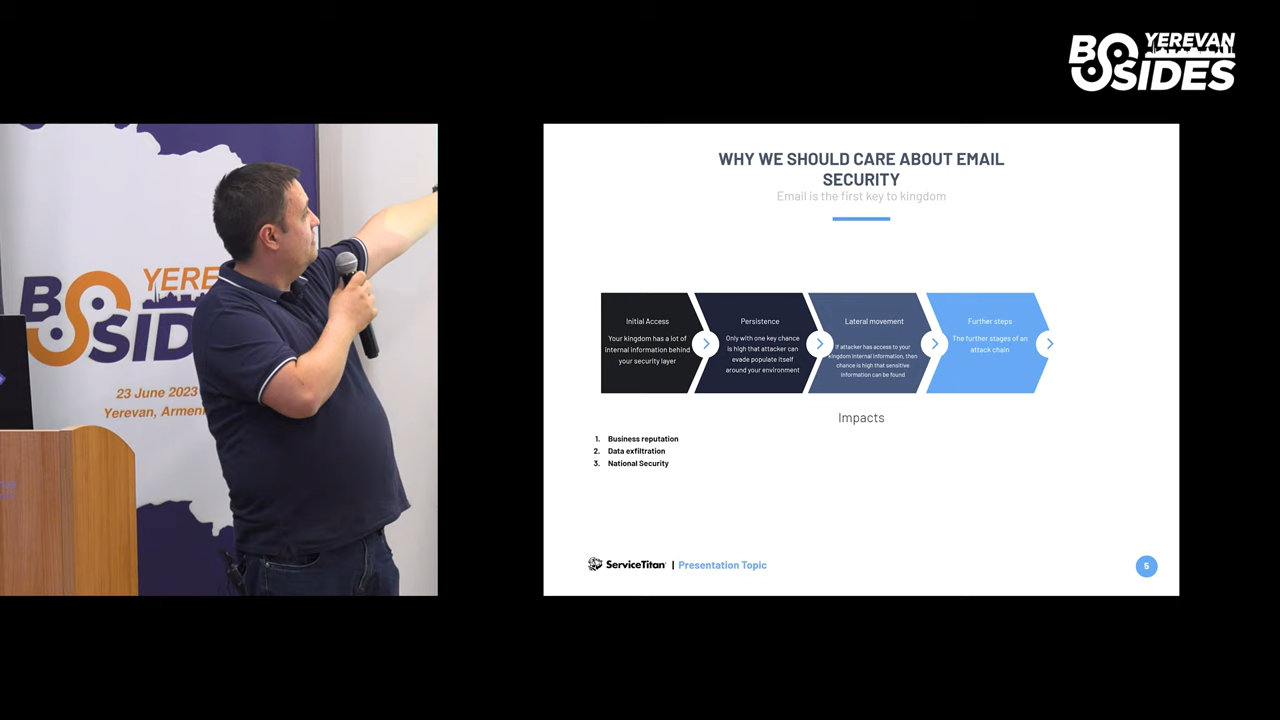 BSIDES YEREVAN
YERE
BSID
23 June 2023
Yerevan, Armeni
WHY WE SHOULD CARE ABOUT EMAIL
SECURITY
Email is the first key to kingdom
Initial Access
Your kingdom has a lot of
internal information behind
your security layer
Persistence
Only with one key chance
is high that attacker can
evade populate itself
around your environment
Lateral movement
If attacker has access to your
kingdom internal information, then
chance is high that sensitive
information can be found
Further steps
The further stages of an
attack chain
Impacts
1. Business reputation
2. Data exfiltration
3. National Security
ServiceTitan | Presentation Topic
5